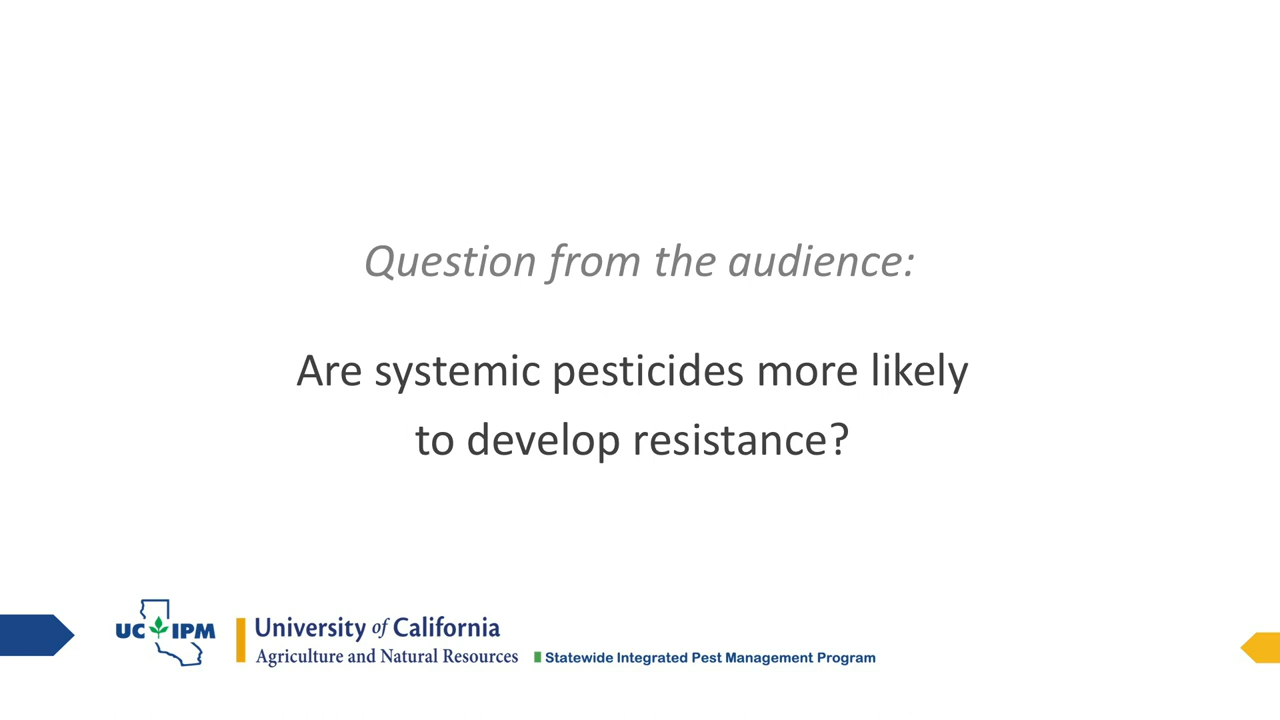 Question from the audience:
Are systemic pesticides more likely
to develop resistance?
UC IPM
University of California
Agriculture and Natural Resources
Statewide Integrated Pest Management Program